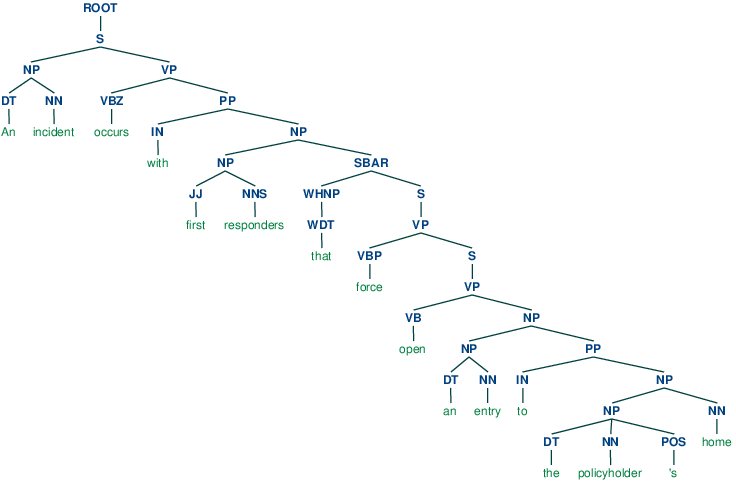 ROOT
S
NP VP
DT NN VBZ PP
An incident occurs IN NP
with NP SBAR
JJ NNS WHNP S
first responders WDT VP
that VBP S
force VP
VB NP
open NP PP
DT NN IN NP
an entry to NP NN
DT NN POS home
the policyholder 's